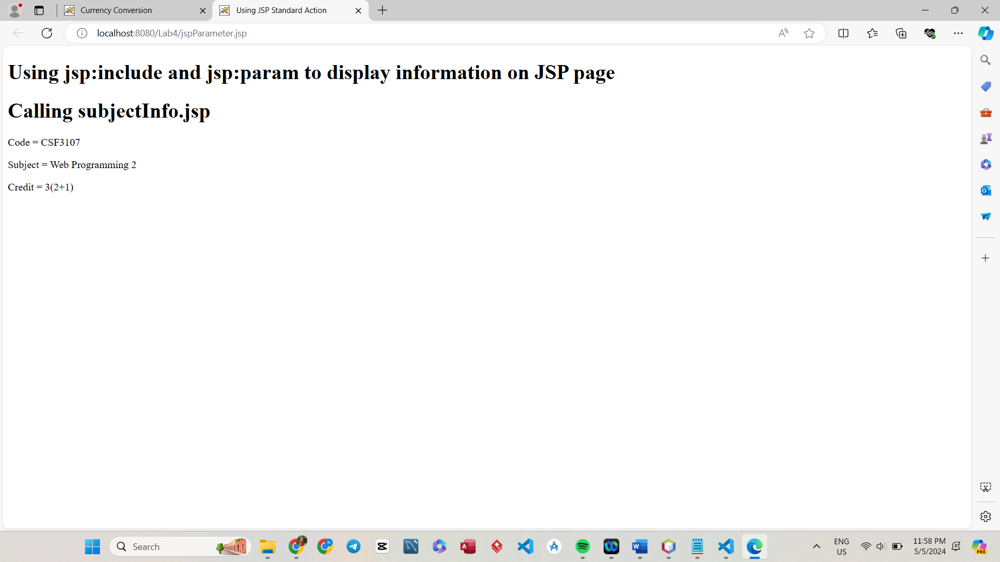 Currency Conversion
Using JSP Standard Action
localhost:8080/Lab4/jspParameter.jsp
Using jsp:include and jsp:param to display information on JSP page
Calling subjectInfo.jsp
Code = CSF3107
Subject = Web Programming 2
Credit = 3(2+1)
Search
ENG
US
11:58 PM
5/5/2024
PRE